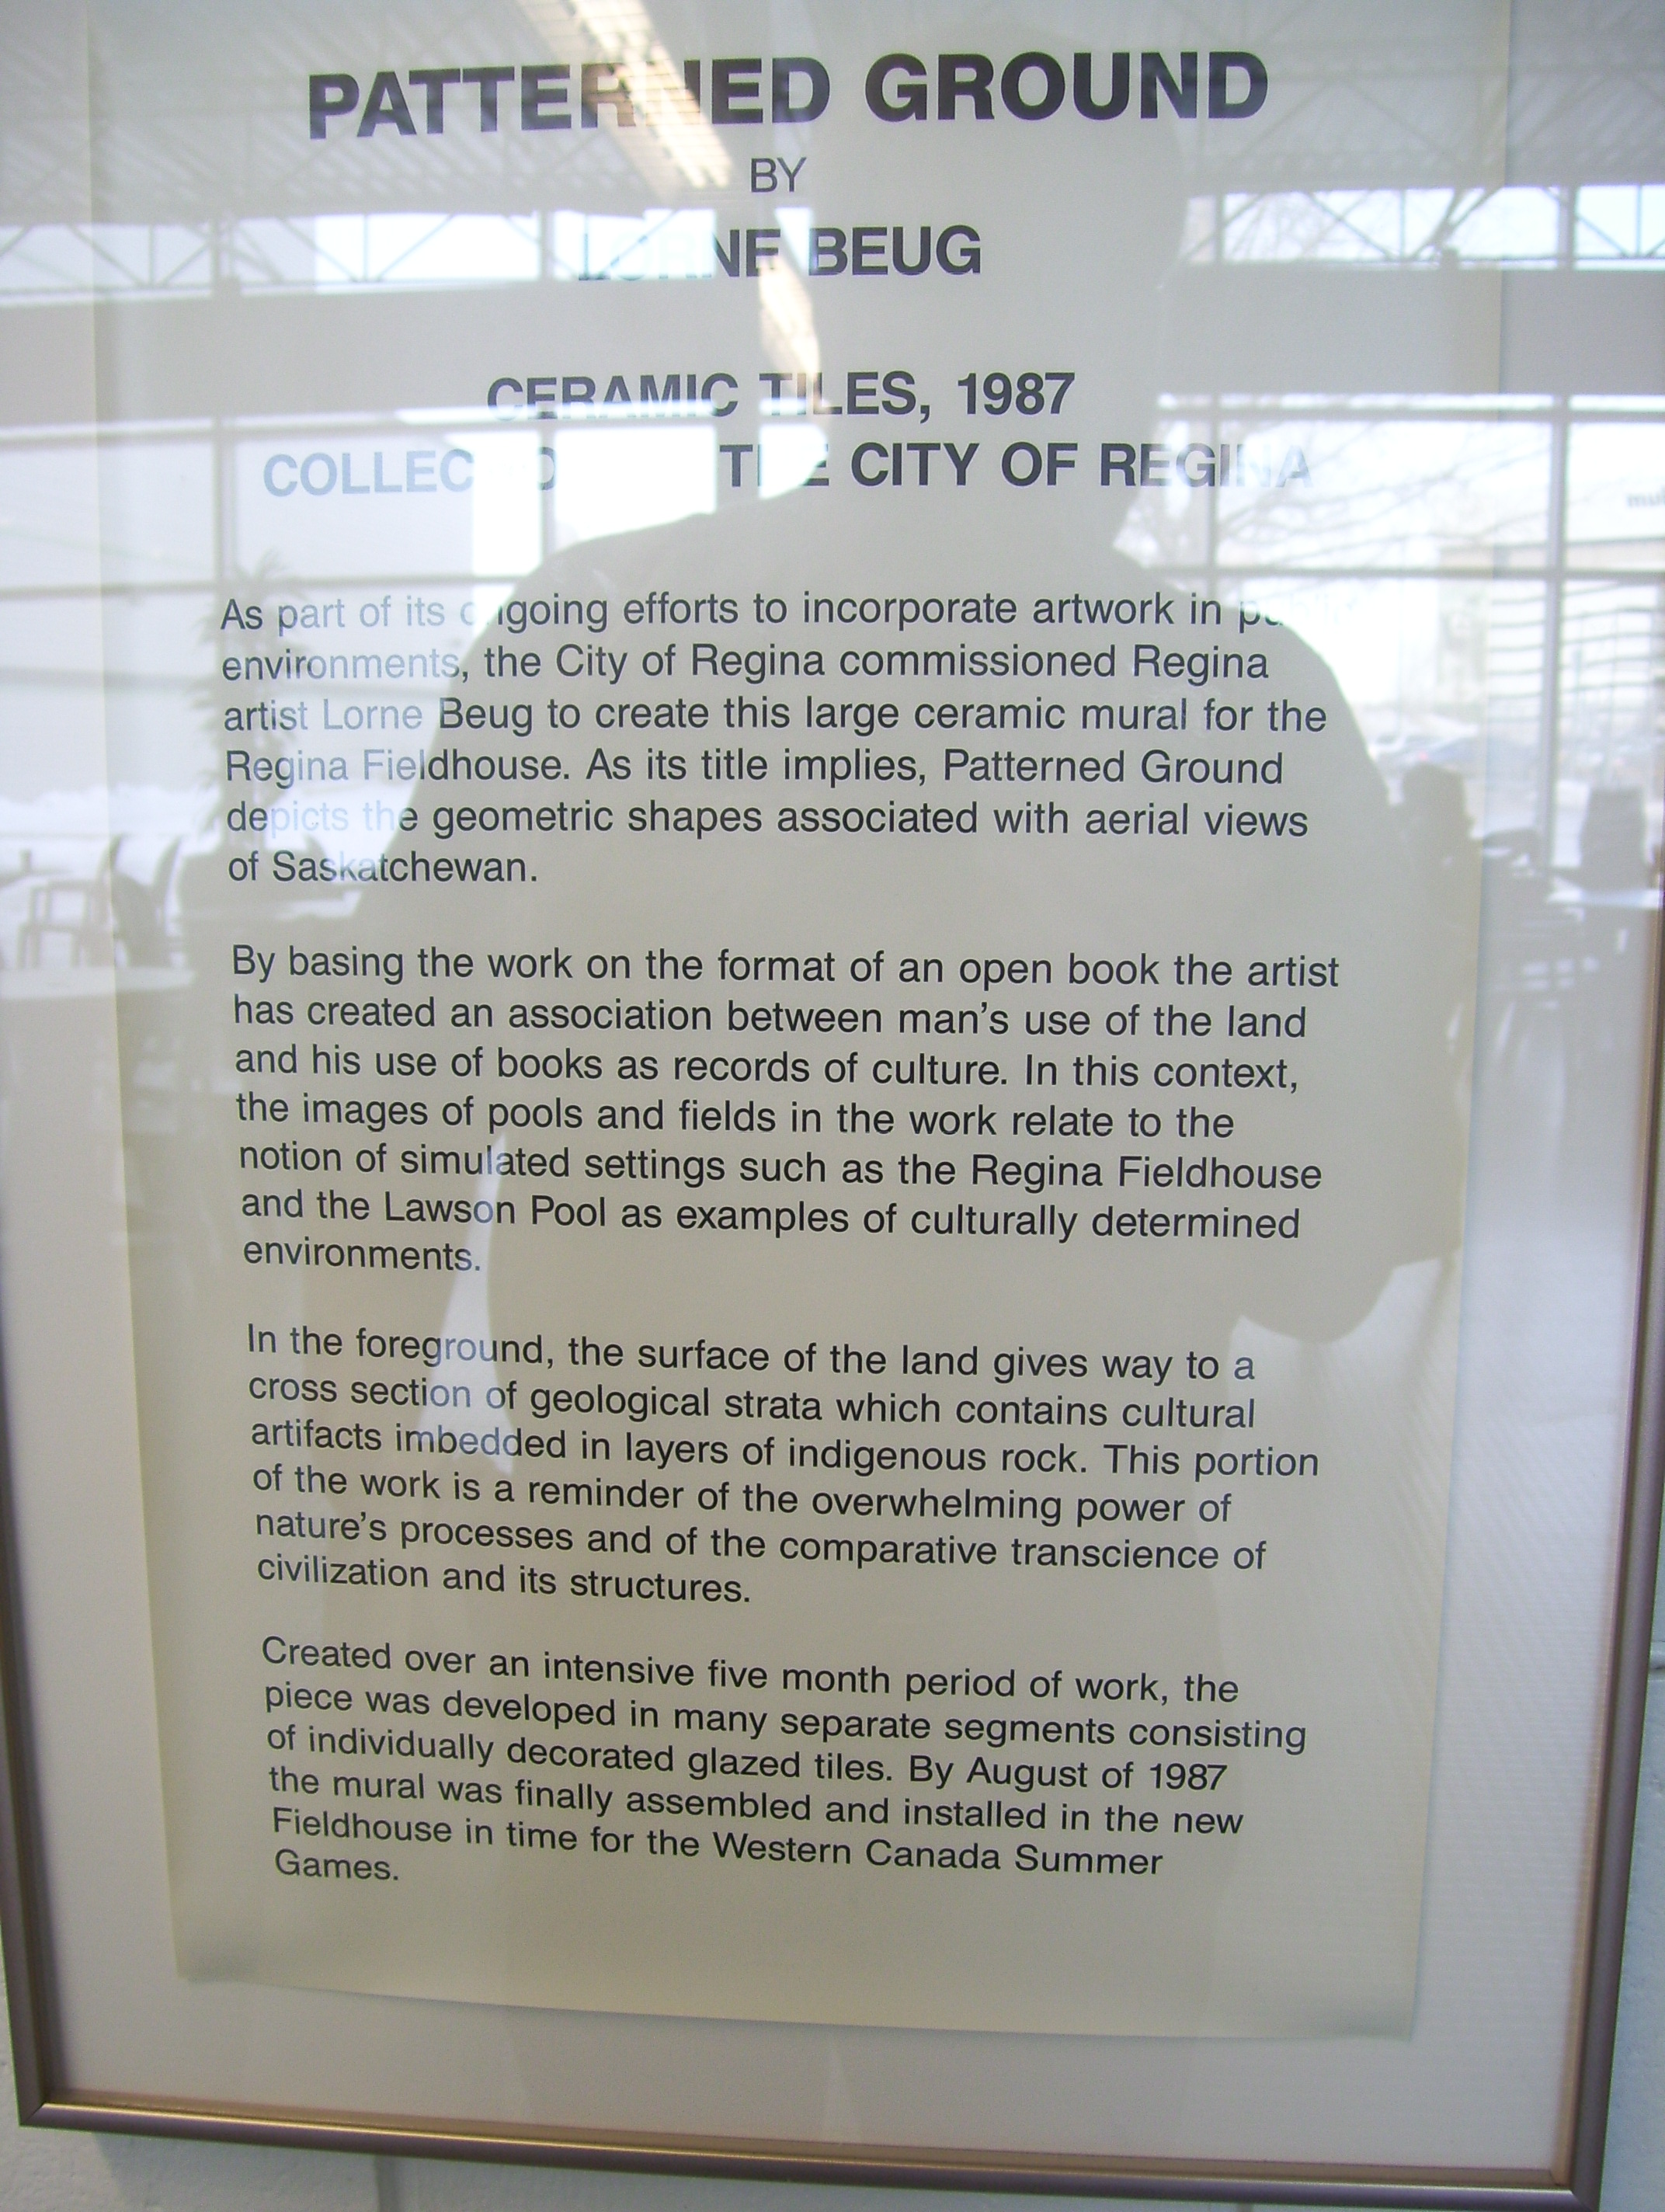 PATTERNED GROUND
BY
LORNE BEUG
CERAMIC TILES, 1987
COLLECTION THE CITY OF REGINA
As part of its ongoing efforts to incorporate artwork in public
environments, the City of Regina commissioned Regina
artist Lorne Beug to create this large ceramic mural for the
Regina Fieldhouse. As its title implies, Patterned Ground
depicts the geometric shapes associated with aerial views
of Saskatchewan.
By basing the work on the format of an open book the artist
has created an association between man's use of the land
and his use of books as records of culture. In this context,
the images of pools and fields in the work relate to the
notion of simulated settings such as the Regina Fieldhouse
and the Lawson Pool as examples of culturally determined
environments.
In the foreground, the surface of the land gives way to a
cross section of geological strata which contains cultural
artifacts imbedded in layers of indigenous rock. This portion
of the work is a reminder of the overwhelming power of
nature's processes and of the comparative transcience of
civilization and its structures.
Created over an intensive five month period of work, the
piece was developed in many separate segments consisting
of individually decorated glazed tiles. By August of 1987
the mural was finally assembled and installed in the new
Fieldhouse in time for the Western Canada Summer
Games.